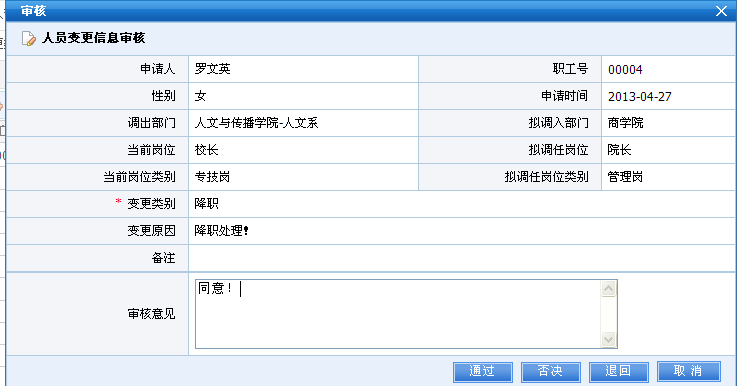 审核
人员变更信息审核
申请人 罗文英 职工号 00004
性别 女 申请时间 2013-04-27
调出部门 人文与传播学院-人文系 拟调入部门 商学院
当前岗位 校长 拟调任岗位 院长
当前岗位类别 专技岗 拟调任岗位类别 管理岗
* 变更类别 降职
变更原因 降职处理!
备注
审核意见 同意！
通过 否决 退回 取 消